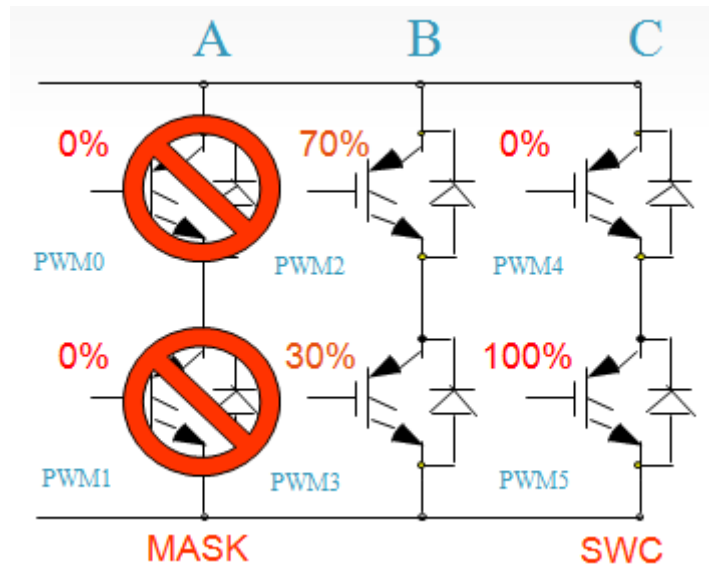 A B C
0% 70% 0%
PWM0 PWM2 PWM4
0% 30% 100%
PWM1 PWM3 PWM5
MASK SWC